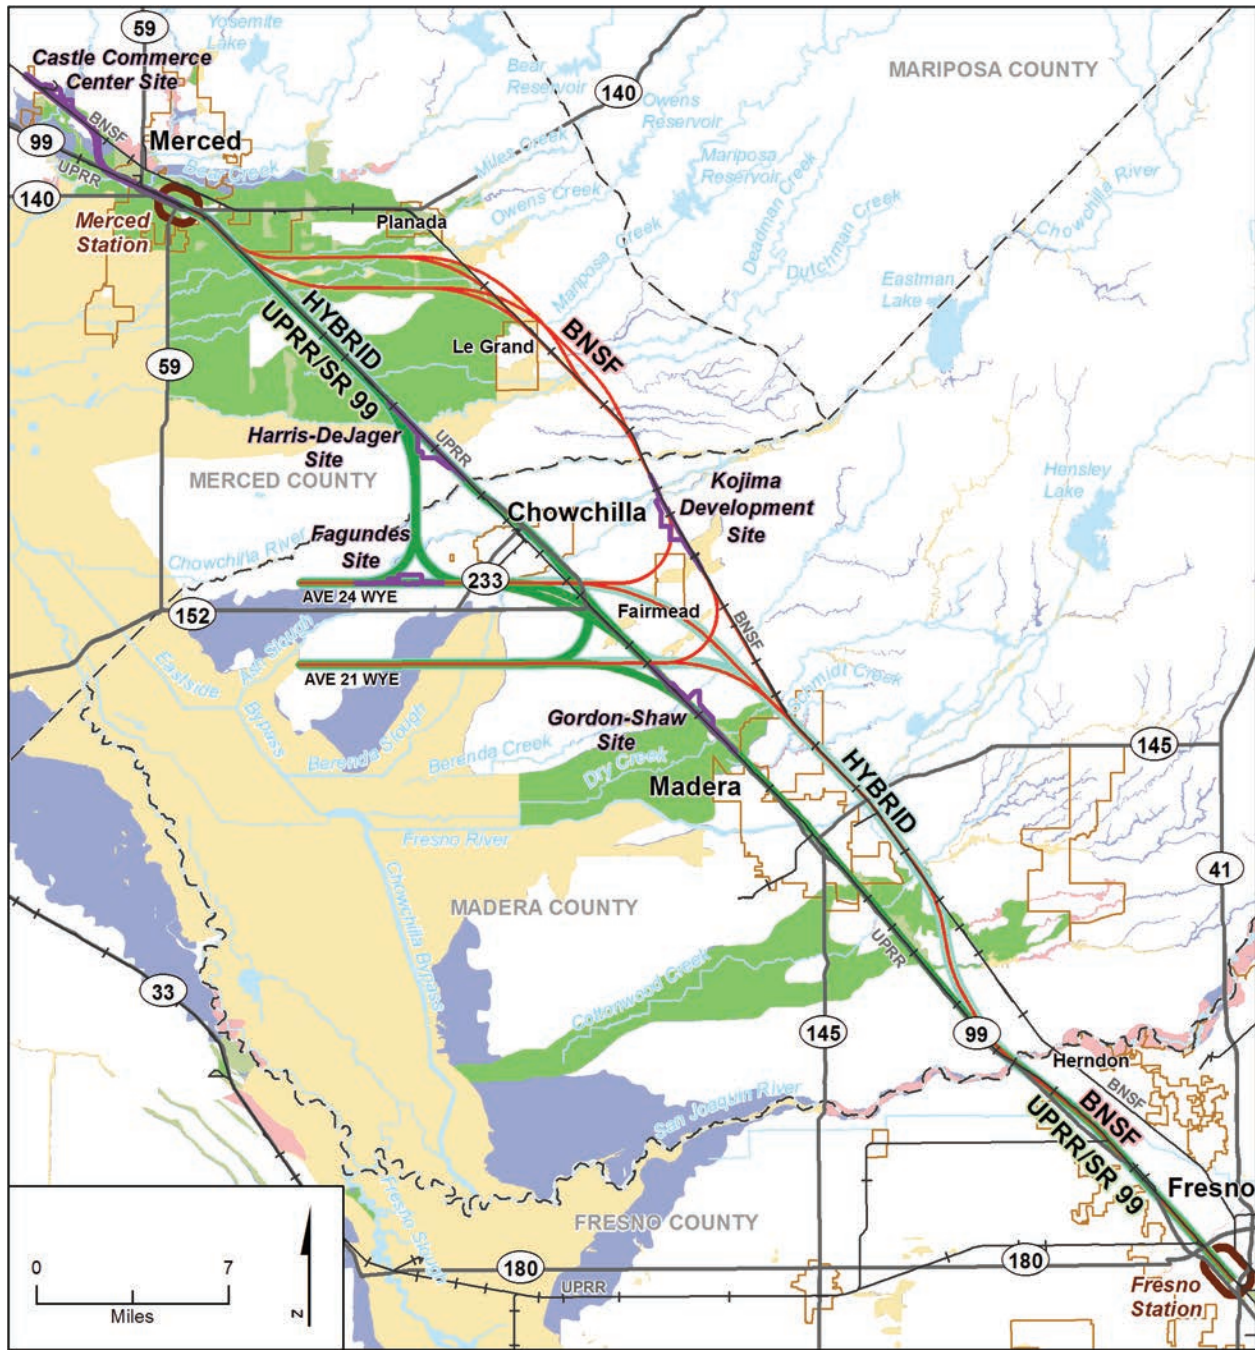 59
Yosemite
Lake
Castle Commerce
Center Site
Bear
Reservoir
MARIPOSA COUNTY
140
Owens
Reservoir
99
BNSF
Merced
UPRR
Bear Creek
Miles Creek
Mariposa
Reservoir
Deadman Creek
Chowchilla River
140
Merced
Station
Planada
Owens Creek
Mariposa Creek
Dutchman Creek
Eastman
Lake
HYBRID
UPRR/SR 99
BNSF
Le Grand
59
Harris-DeJager
Site
UPRR
MERCED COUNTY
Kojima
Development
Site
Hensley
Lake
Chowchilla
Chowchilla River
Fagundes
Site
233
AVE 24 WYE
152
Fairmead
BNSF
Ash Slough
Eastside
Bypass
AVE 21 WYE
Schmidt Creek
Gordon-Shaw
Site
Berenda Slough
Berenda Creek
Dry Creek
145
HYBRID
Madera
Fresno River
41
Chowchilla Bypass
MADERA COUNTY
UPRR
Cottonwood Creek
33
145
99
Herndon
BNSF
San Joaquin River
BNSF
UPRR/SR 99
Fresno
Fresno Slough
FRESNO COUNTY
180
180
UPRR
Fresno
Station
0
7
Miles
N